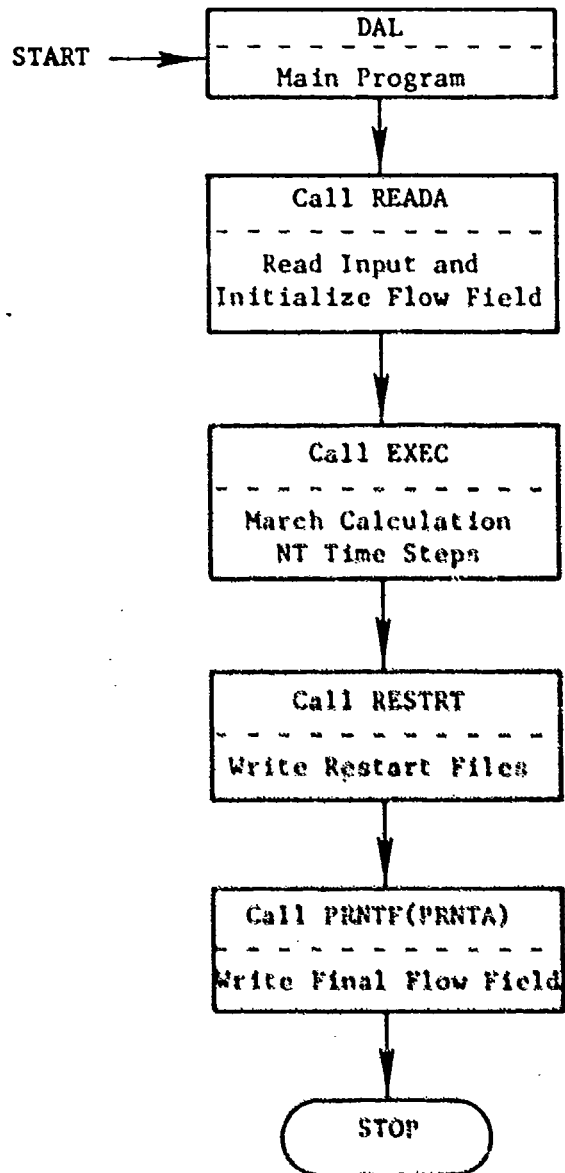 DAL
START
Main Program
Call READA
Read Input and
Initialize Flow Field
Call EXEC
March Calculation
NT Time Steps
Call RESTRT
Write Restart Files
Call PRNTF(PRNTA)
Write Final Flow Field
STOP